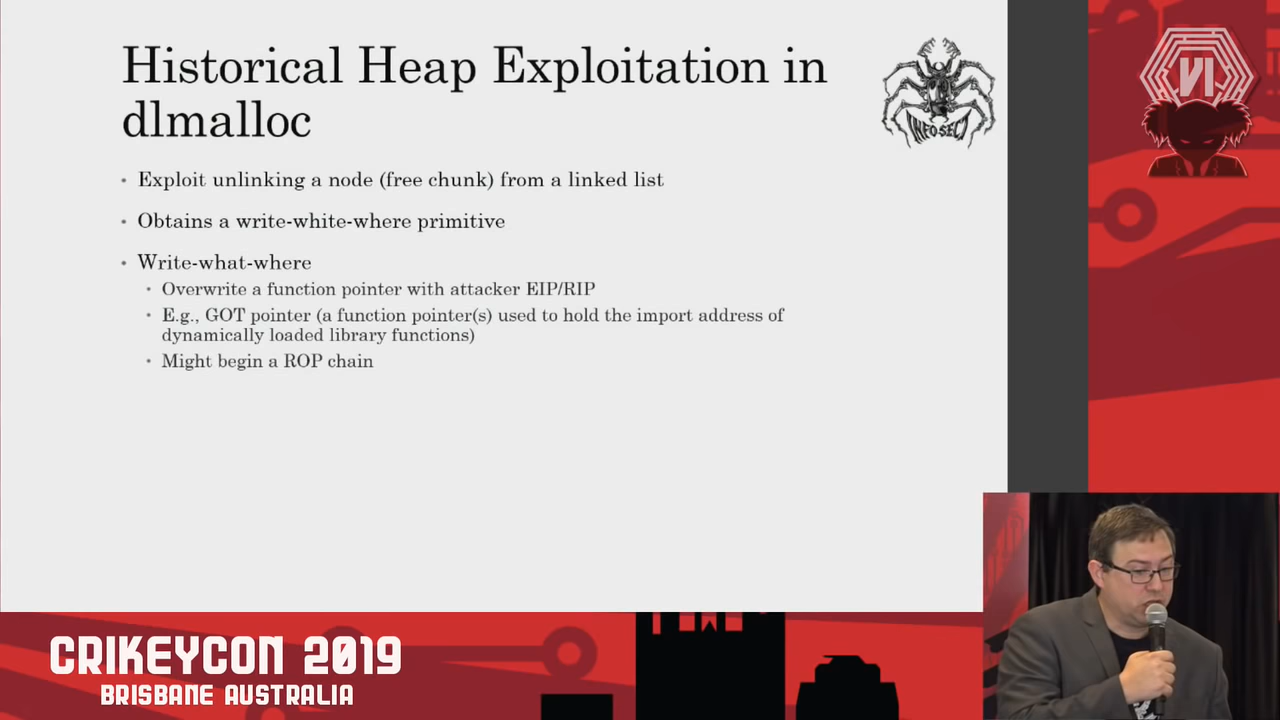 Historical Heap Exploitation in
dlmalloc
INFOSECT
• Exploit unlinking a node (free chunk) from a linked list
• Obtains a write-white-where primitive
• Write-what-where
• Overwrite a function pointer with attacker EIP/RIP
• E.g., GOT pointer (a function pointer(s) used to hold the import address of
dynamically loaded library functions)
• Might begin a ROP chain
VI
CRIKEYCON 2019
BRISBANE AUSTRALIA